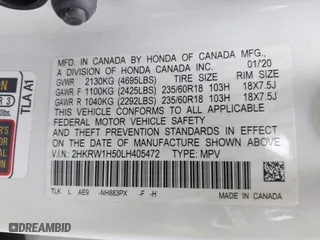 MFD. IN CANADA BY HONDA OF CANADA MFG.,
A DIVISION OF HONDA CANADA INC. 01/'20
GVWR 2130KG (4695LBS) TIRE SIZE RIM SIZE
GAWR F 1100KG (2425LBS) 235/60R18 103H 18X7.5J
GAWR R 1040KG (2292LBS) 235/60R18 103H 18X7.5J
THIS VEHICLE CONFORMS TO ALL APPLICABLE
FEDERAL MOTOR VEHICLE SAFETY AND
THEFT PREVENTION STANDARDS IN EFFECT ON
THE DATE OF MANUFACTURE SHOWN ABOVE.
V.I.N: 2HKRW1H50LH405472 TYPE: MPV
TLK L AE9 -NH883PX -F -H
MADE IN CANADA
TLA A1
DREAMBID